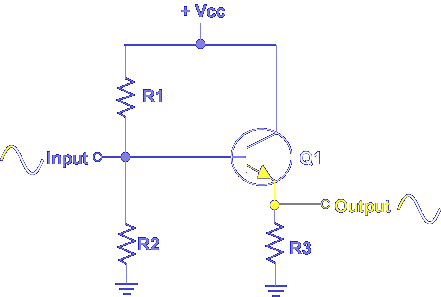 + Vcc
R1
Input
Q1
Output
R2
R3